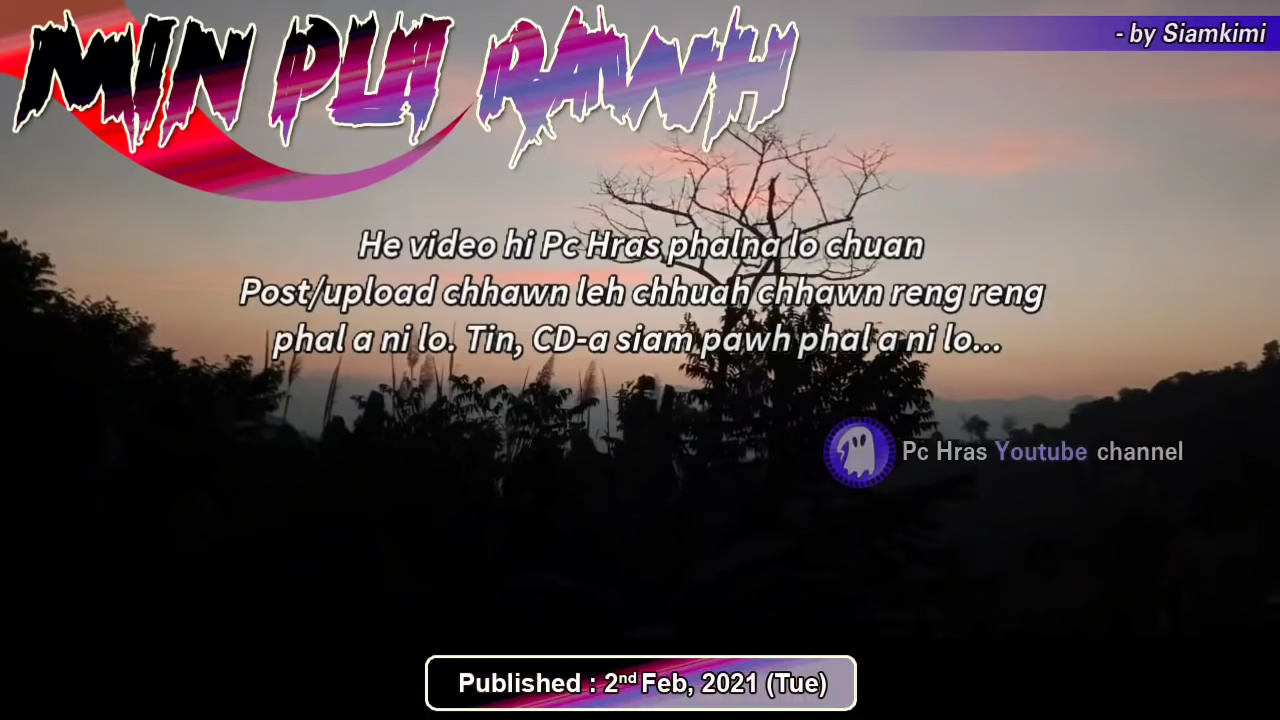 MIN PUI RAWH
- by Siamkimi
He video hi Pc Hras phalna lo chuan
Post/upload chhawn leh chhuah chhawn reng reng
phal a ni lo. Tin, CD-a siam pawh phal a ni lo...
Pc Hras Youtube channel
Published : 2nd Feb, 2021 (Tue)